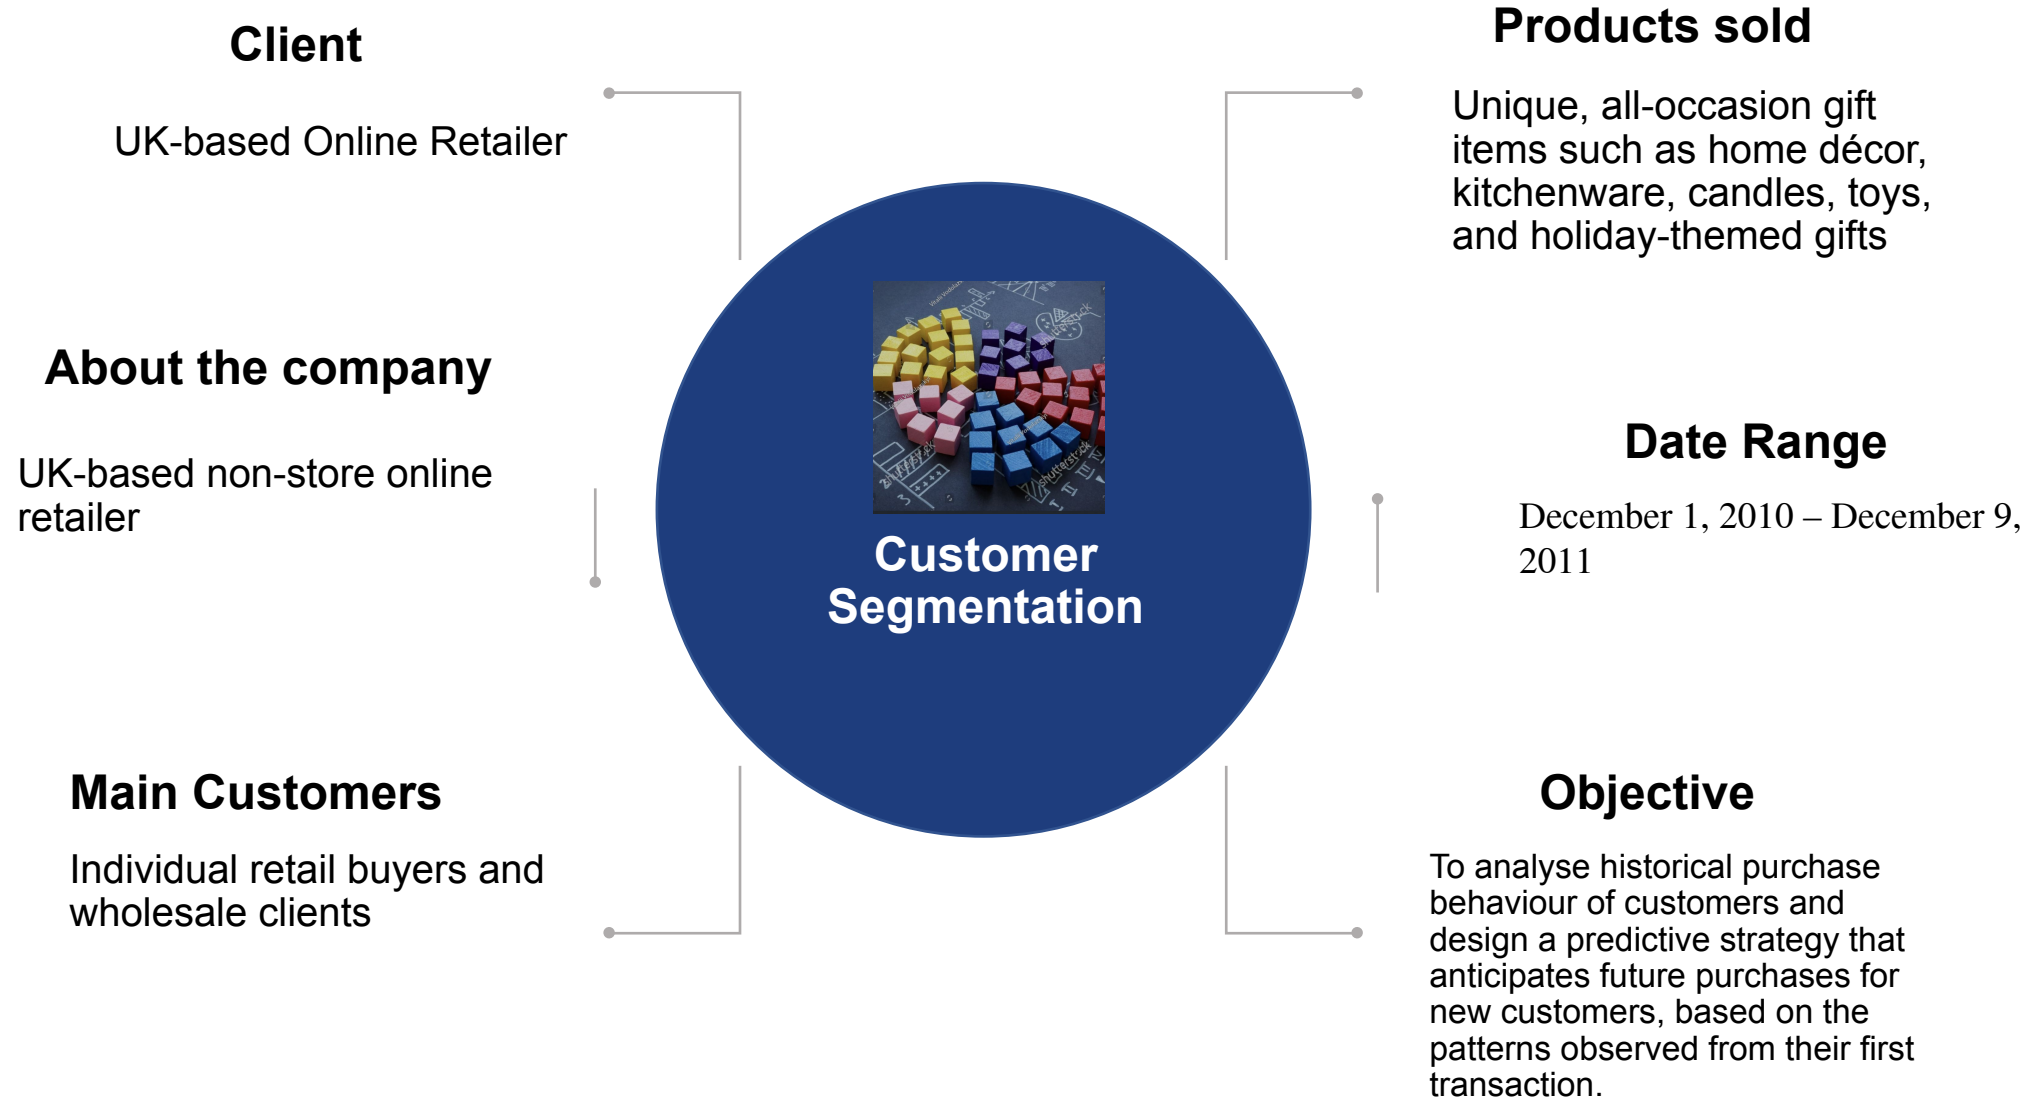 Client
UK-based Online Retailer
About the company
UK-based non-store online
retailer
Main Customers
Individual retail buyers and
wholesale clients
Customer
Segmentation
Products sold
Unique, all-occasion gift
items such as home décor,
kitchenware, candles, toys,
and holiday-themed gifts
Date Range
December 1, 2010 – December 9,
2011
Objective
To analyse historical purchase
behaviour of customers and
design a predictive strategy that
anticipates future purchases for
new customers, based on the
patterns observed from their first
transaction.